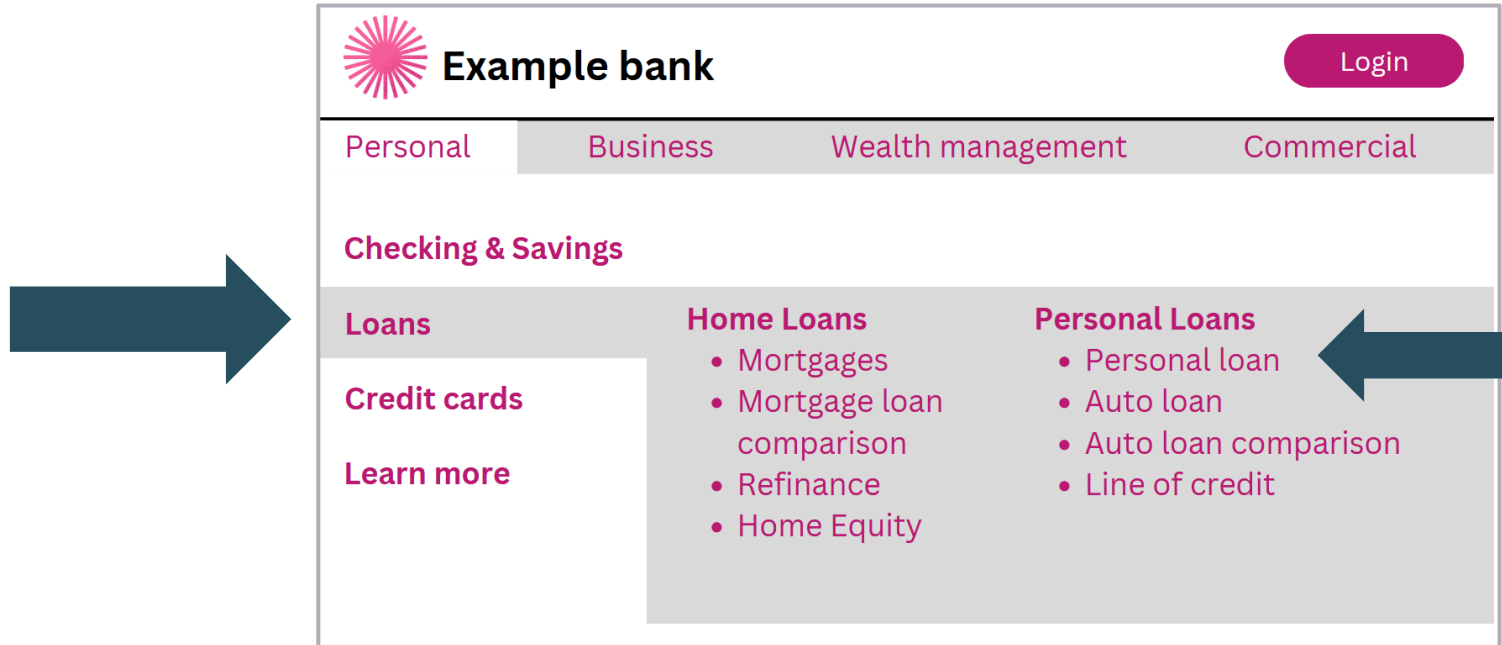 Example bank
Login
Personal
Business
Wealth management
Commercial
Checking & Savings
Loans
Credit cards
Learn more
Home Loans
• Mortgages
• Mortgage loan
comparison
• Refinance
• Home Equity
Personal Loans
• Personal loan
• Auto loan
• Auto loan comparison
• Line of credit